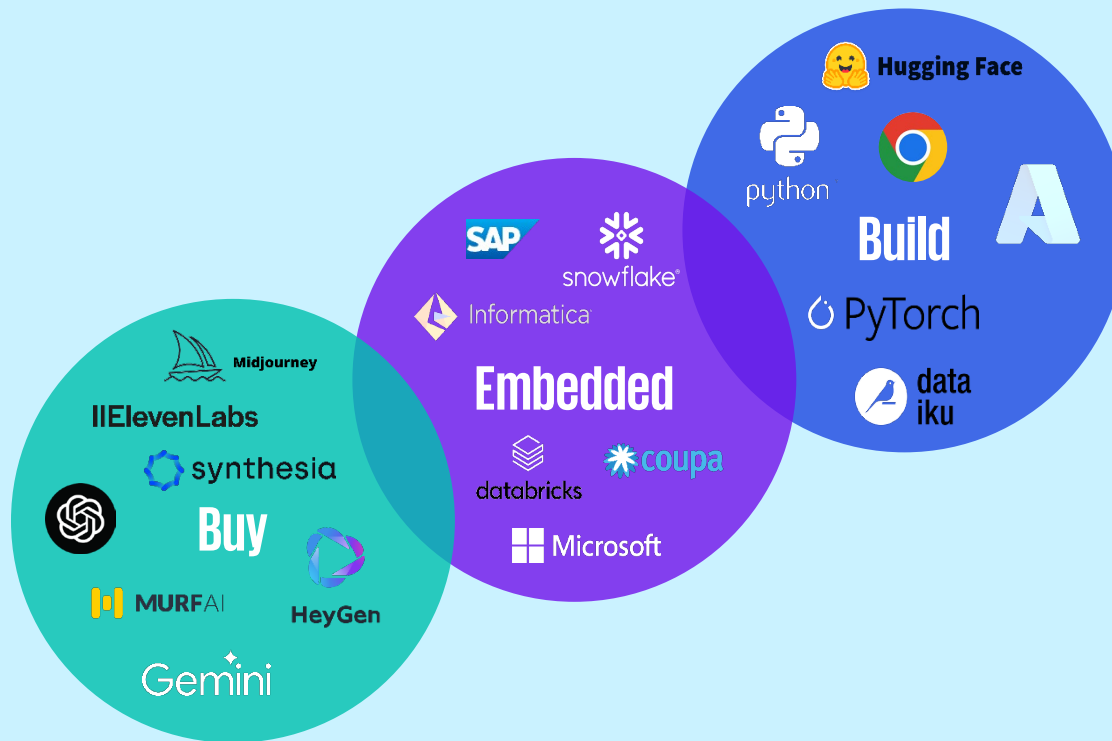 Hugging Face
python
Build
PyTorch
data
iku
SAP
snowflake®
Informatica
Embedded
databricks
coupa
Microsoft
Midjourney
IIElevenLabs
synthesia
Buy
HeyGen
MURFAI
Gemini